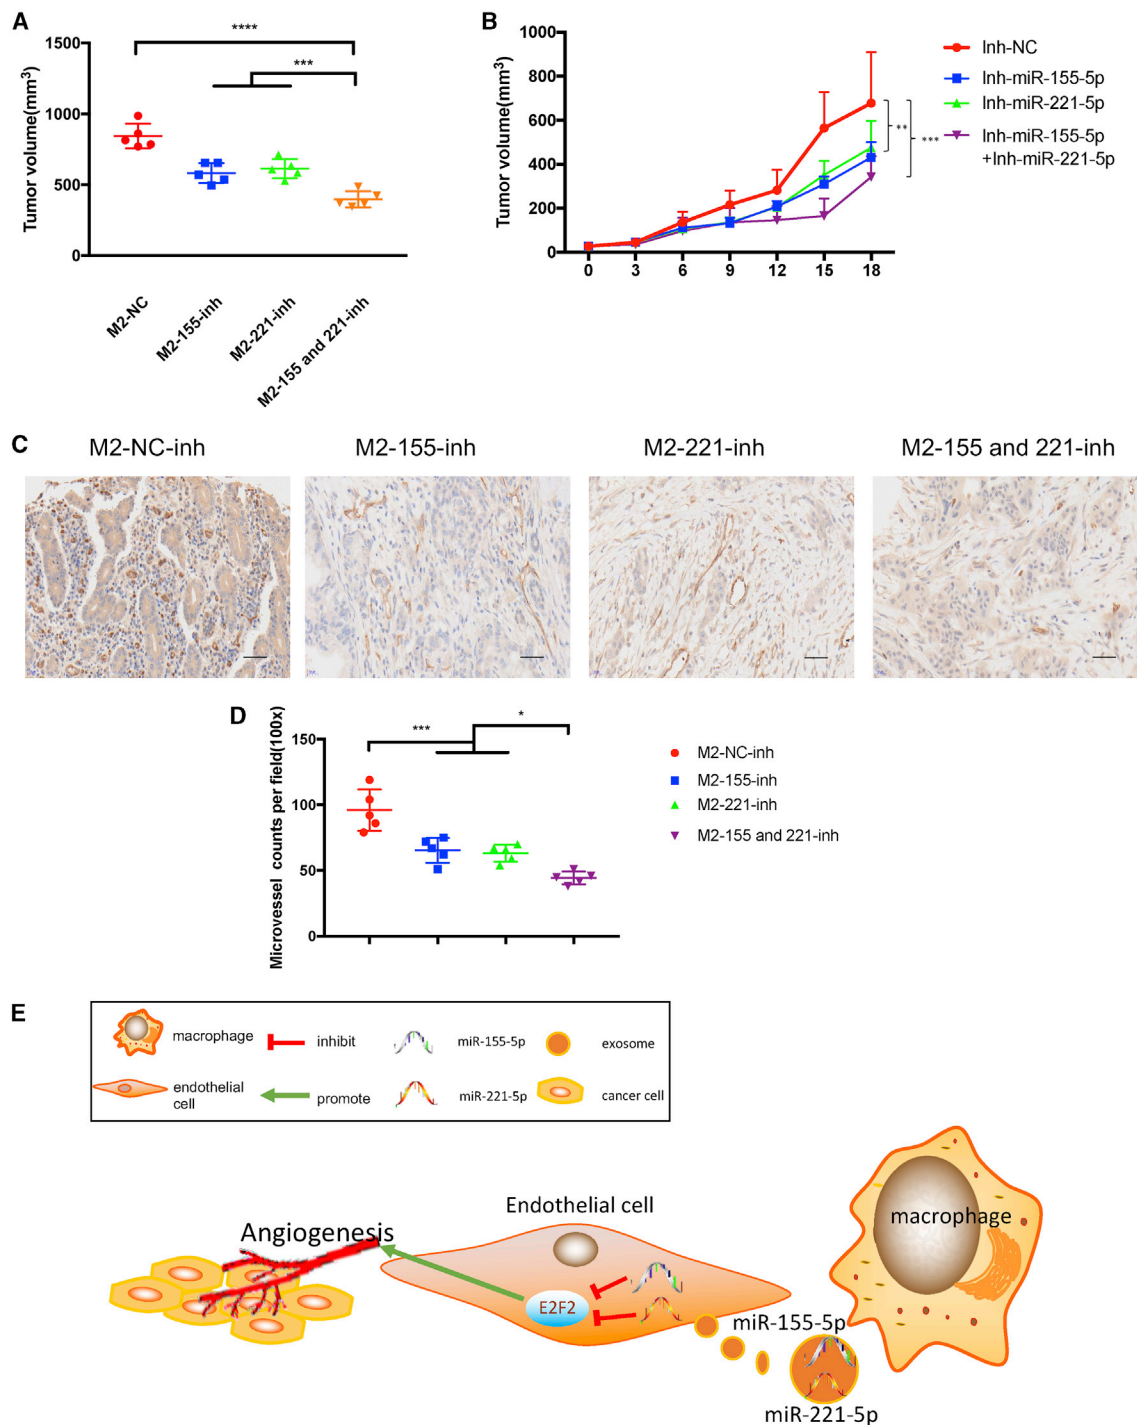 A
Tumor volume(mm³)
1500
1000
500
0
****
***
M2-NC
M2-155-inh
M2-221-inh
M2-155 and 221-inh
B
Tumor volume(mm³)
1000
800
600
400
200
0
0 3 6 9 12 15 18
**
***
Inh-NC
Inh-miR-155-5p
Inh-miR-221-5p
Inh-miR-155-5p
+Inh-miR-221-5p
C
M2-NC-inh
M2-155-inh
M2-221-inh
M2-155 and 221-inh
D
Microvessel counts per field(100x)
150
100
50
0
***
*
M2-NC-inh
M2-155-inh
M2-221-inh
M2-155 and 221-inh
E
macrophage
inhibit
miR-155-5p
exosome
endothelial
cell
promote
miR-221-5p
cancer cell
Endothelial cell
Angiogenesis
macrophage
E2F2
miR-155-5p
miR-221-5p